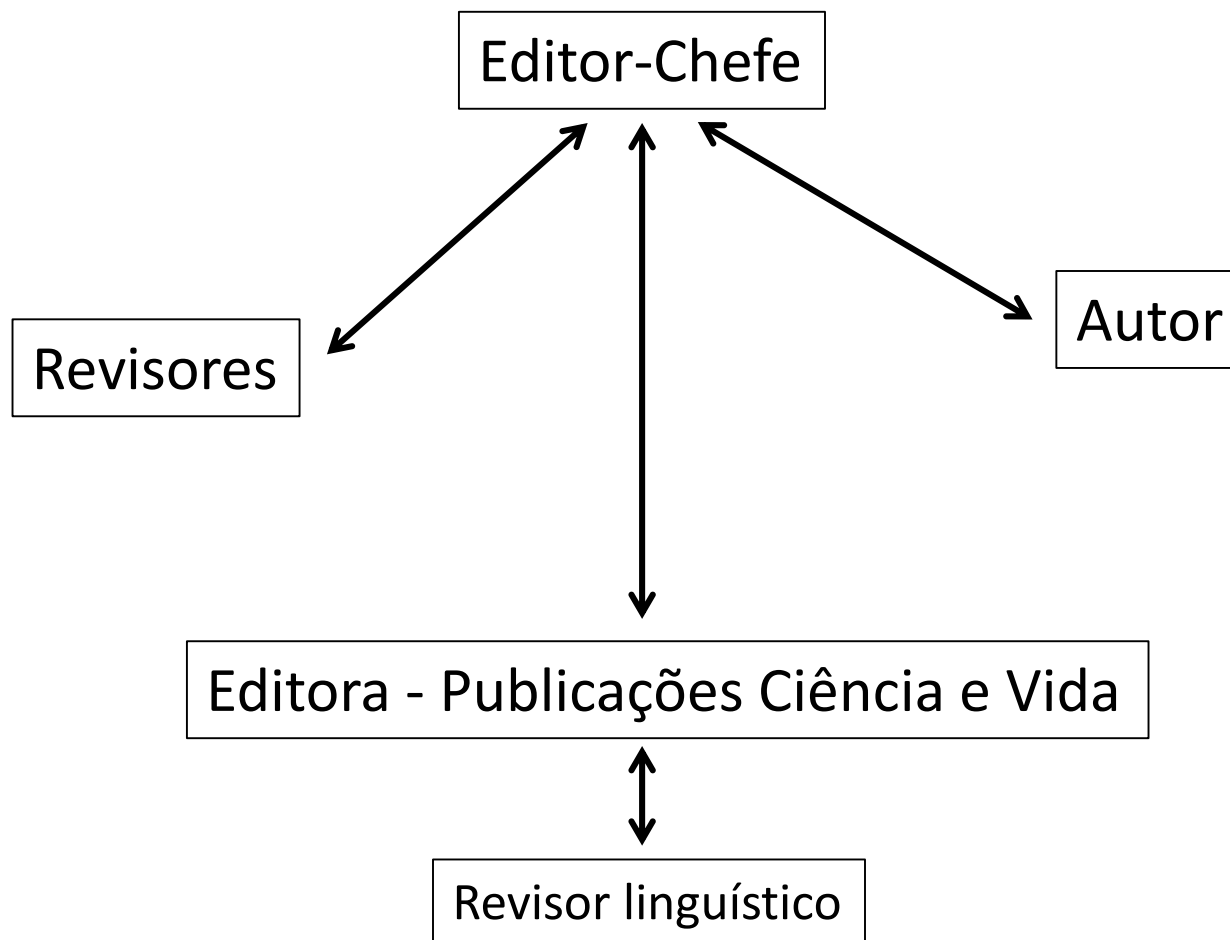 Editor-Chefe
Autor
Revisores
Editora - Publicações Ciência e Vida
Revisor linguístico